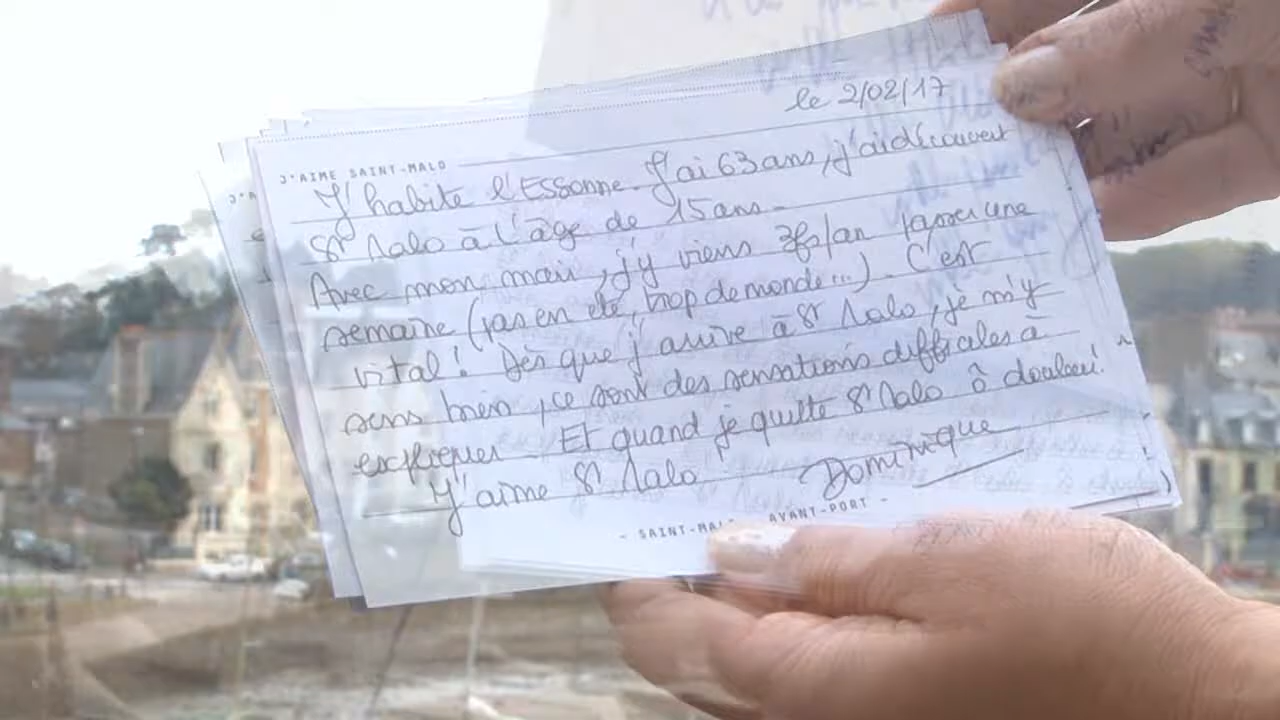 le 2/02/17
J'AIME SAINT-MALO
J'habite l'Essonne. J'ai 63 ans, j'ai découvert
St Malo à l'âge de 15 ans.
Avec mon mari, j'y viens 3fs/an passer une
semaine (pas en été, trop de monde...). C'est
vital! Dès que j'arrive à St Malo, je m'y
sens bien, ce sont des sensations difficiles à
expliquer. Et quand je quitte St Malo ô douleur!
J'aime St Malo
Dominique
- SAINT-MALO AVANT-PORT -